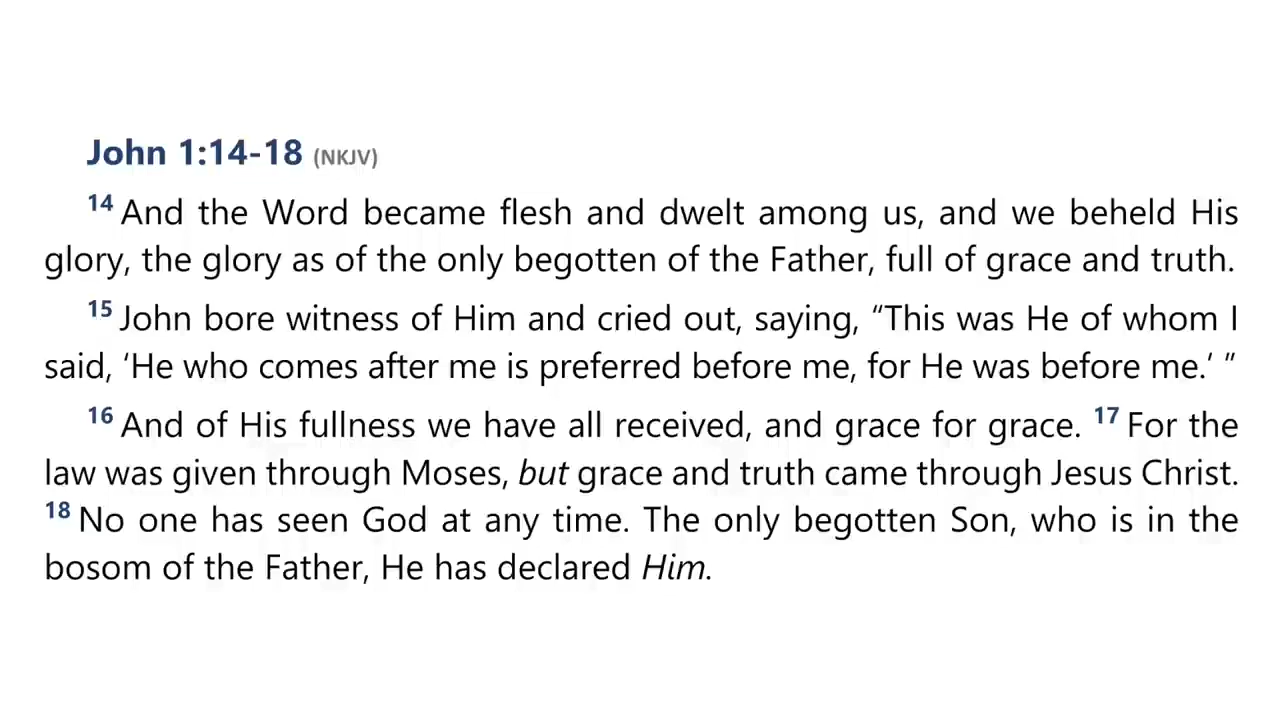 John 1:14-18 (NKJV)
14 And the Word became flesh and dwelt among us, and we beheld His
glory, the glory as of the only begotten of the Father, full of grace and truth.
15 John bore witness of Him and cried out, saying, “This was He of whom I
said, ‘He who comes after me is preferred before me, for He was before me.’ ”
16 And of His fullness we have all received, and grace for grace. 17 For the
law was given through Moses, but grace and truth came through Jesus Christ.
18 No one has seen God at any time. The only begotten Son, who is in the
bosom of the Father, He has declared Him.